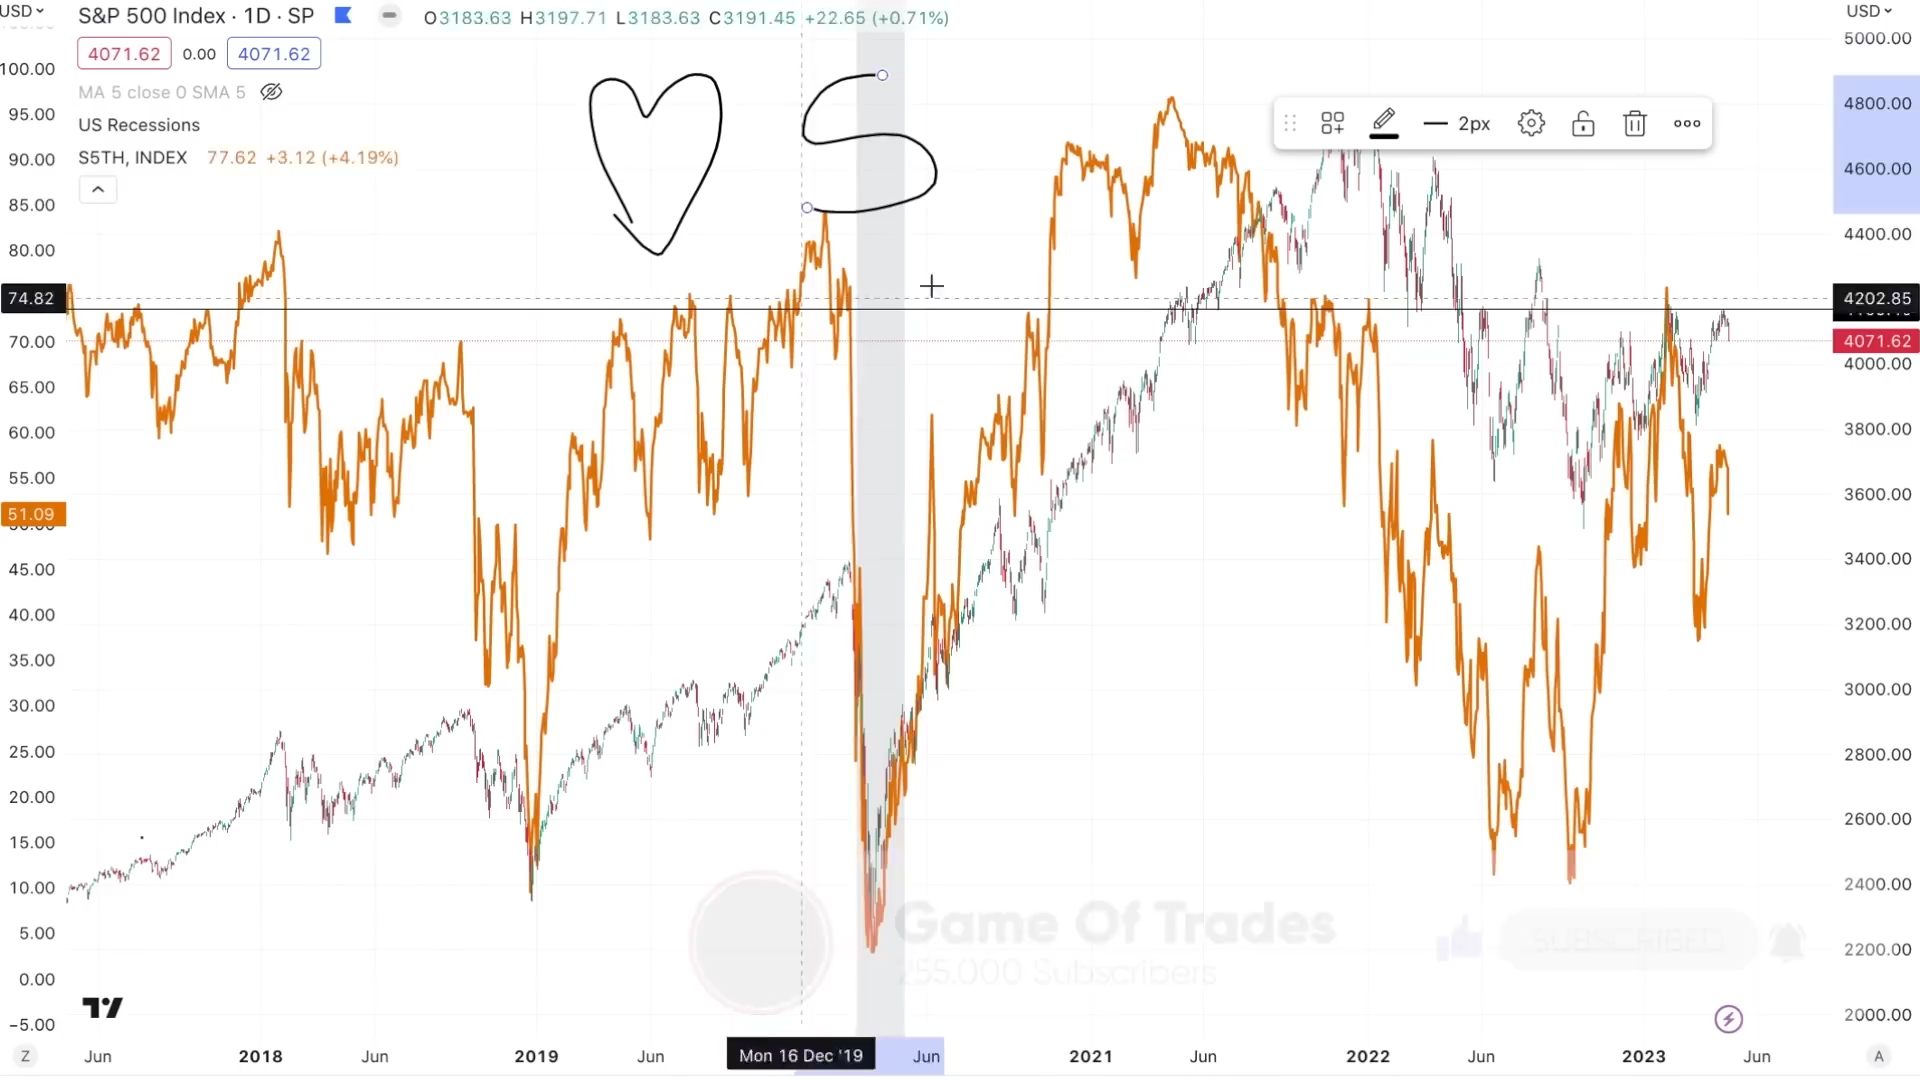 USD
S&P 500 Index · 1D · SP
O3183.63 H3197.71 L3183.63 C3191.45 +22.65 (+0.71%)
USD
4071.62 0.00 4071.62
MA 5 close 0 SMA 5
US Recessions
S5TH, INDEX 77.62 +3.12 (+4.19%)
S
2px
100.00
95.00
90.00
85.00
80.00
74.82
70.00
65.00
60.00
55.00
51.09
45.00
40.00
35.00
30.00
25.00
20.00
15.00
10.00
5.00
0.00
−5.00
5000.00
4800.00
4600.00
4400.00
4202.85
4071.62
4000.00
3800.00
3600.00
3400.00
3200.00
3000.00
2800.00
2600.00
2400.00
2200.00
2000.00
Game Of Trades
255.000 Subscribers
SUBSCRIBED
Z
Jun
2018
Jun
2019
Jun
Mon 16 Dec '19
Jun
2021
Jun
2022
Jun
2023
Jun
A